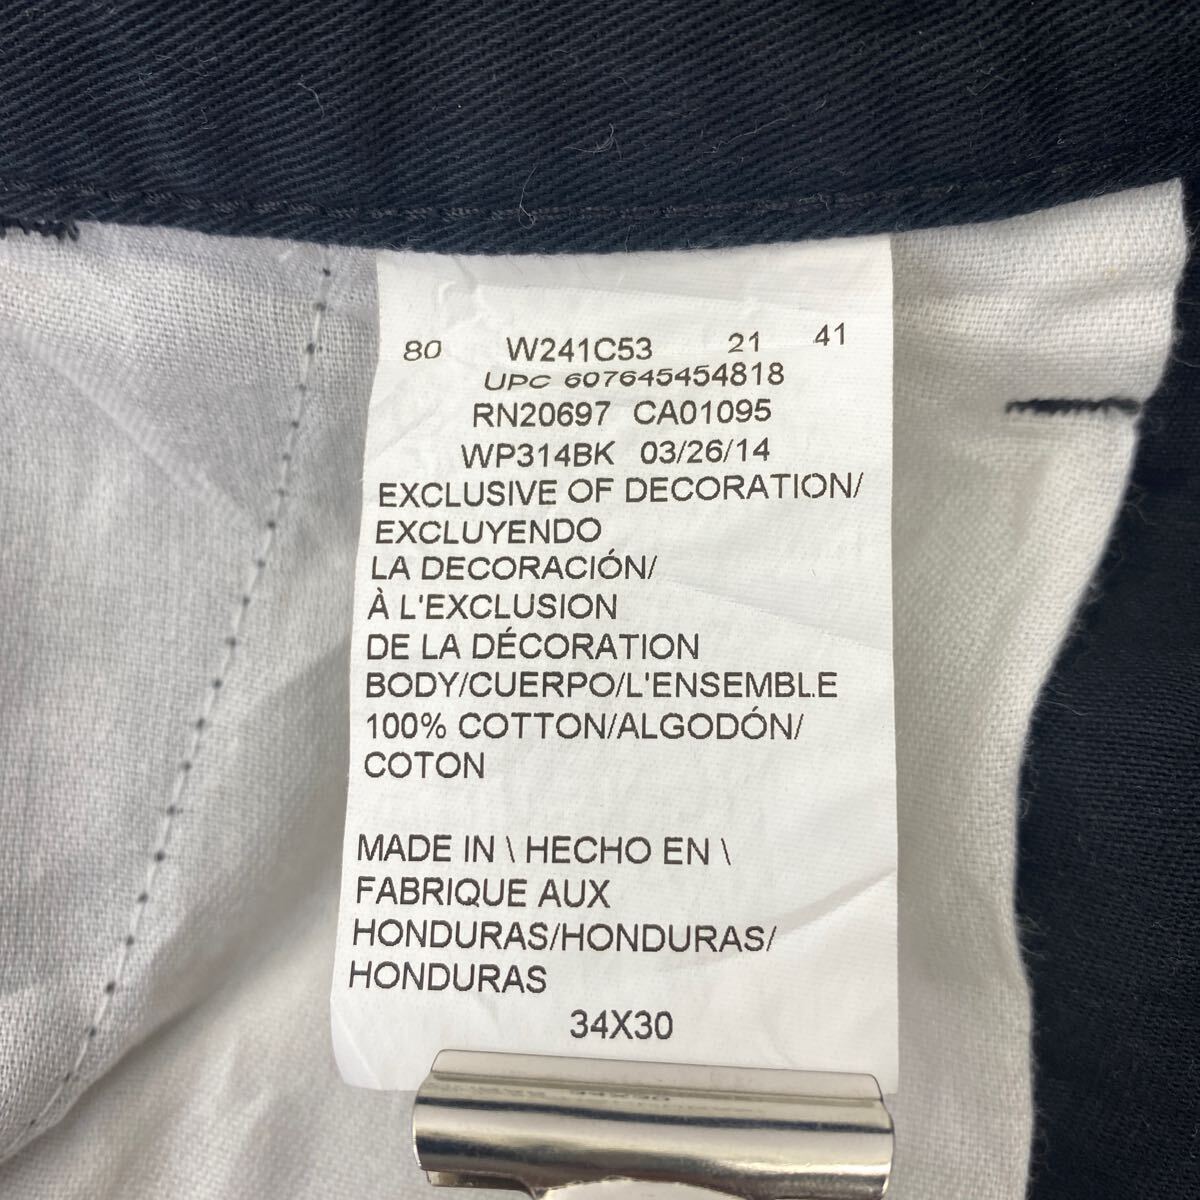 80 W241C53 21 41
UPC 607645454818
RN20697 CA01095
WP314BK 03/26/14
EXCLUSIVE OF DECORATION/
EXCLUYENDO
LA DECORACIÓN/
À L'EXCLUSION
DE LA DÉCORATION
BODY/CUERPO/L'ENSEMBLE
100% COTTON/ALGODÓN/
COTON
MADE IN \ HECHO EN \
FABRIQUE AUX
HONDURAS/HONDURAS/
HONDURAS
34X30